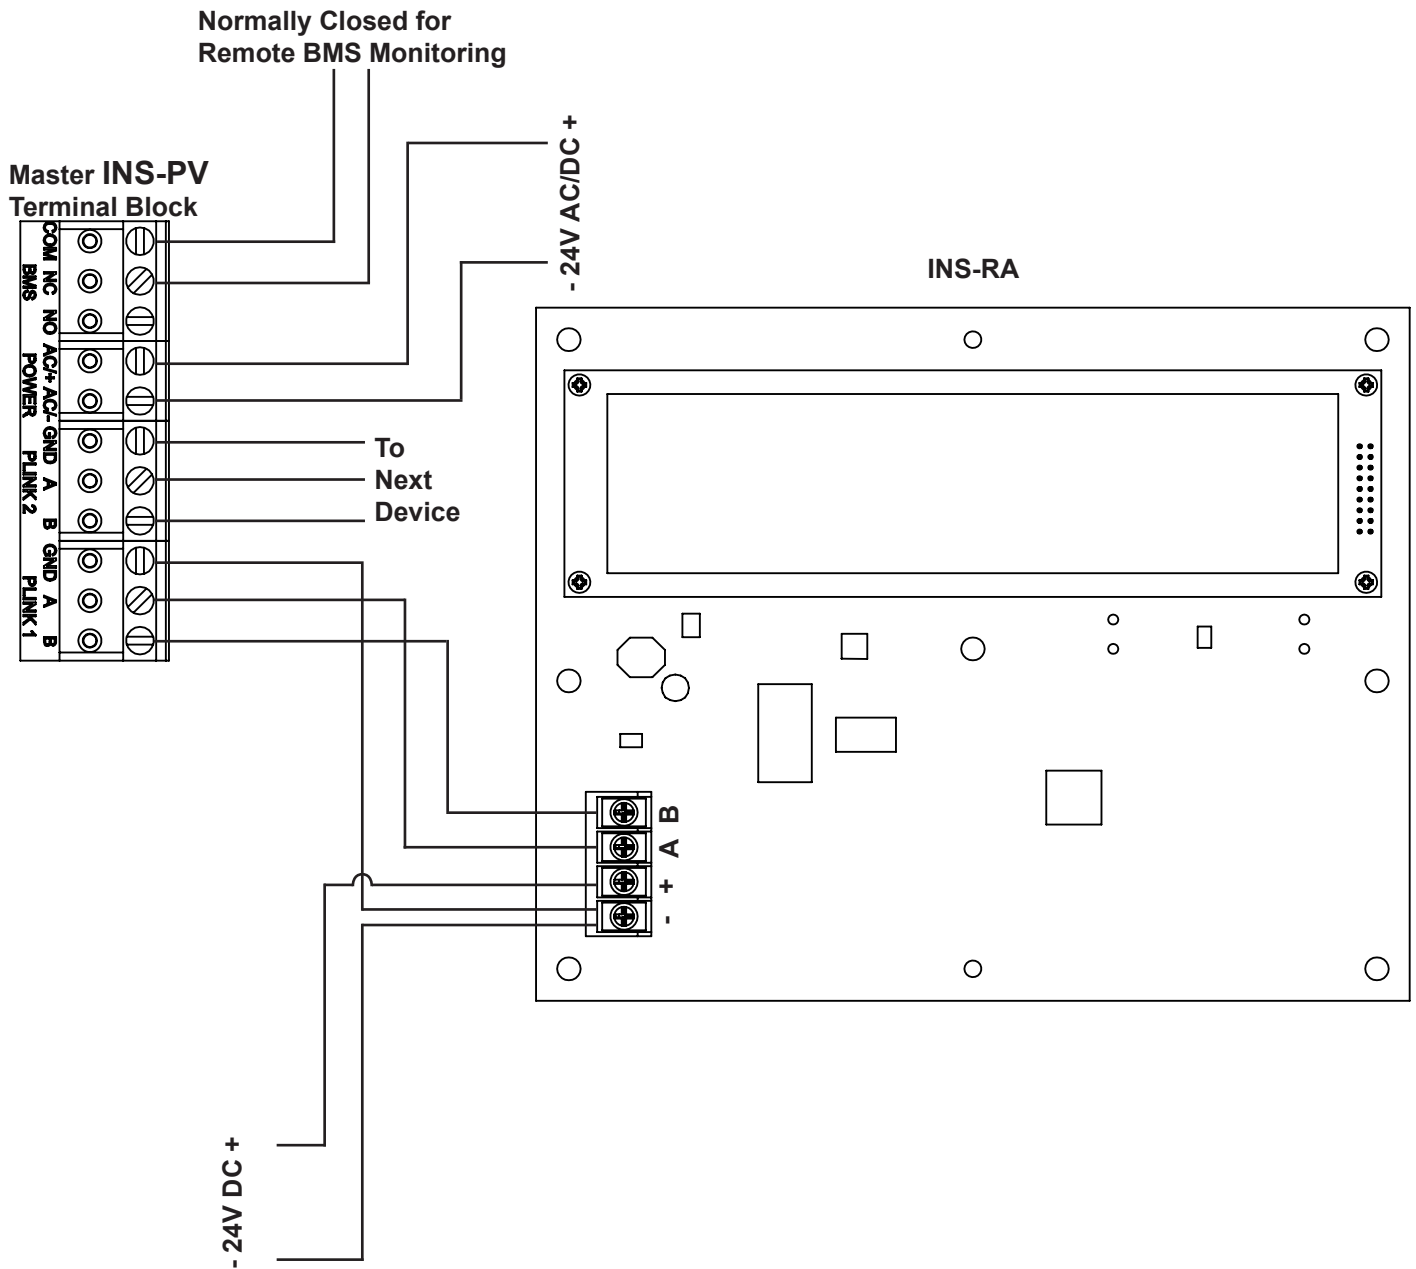 Normally Closed for
Remote BMS Monitoring
- 24V AC/DC +
Master INS-PV
Terminal Block
COM NC NO
BMS
AC/+ AC/-
POWER
GND A B
PLINK 2
GND A B
PLINK 1
To
Next
Device
INS-RA
B
A
+
-
- 24V DC +